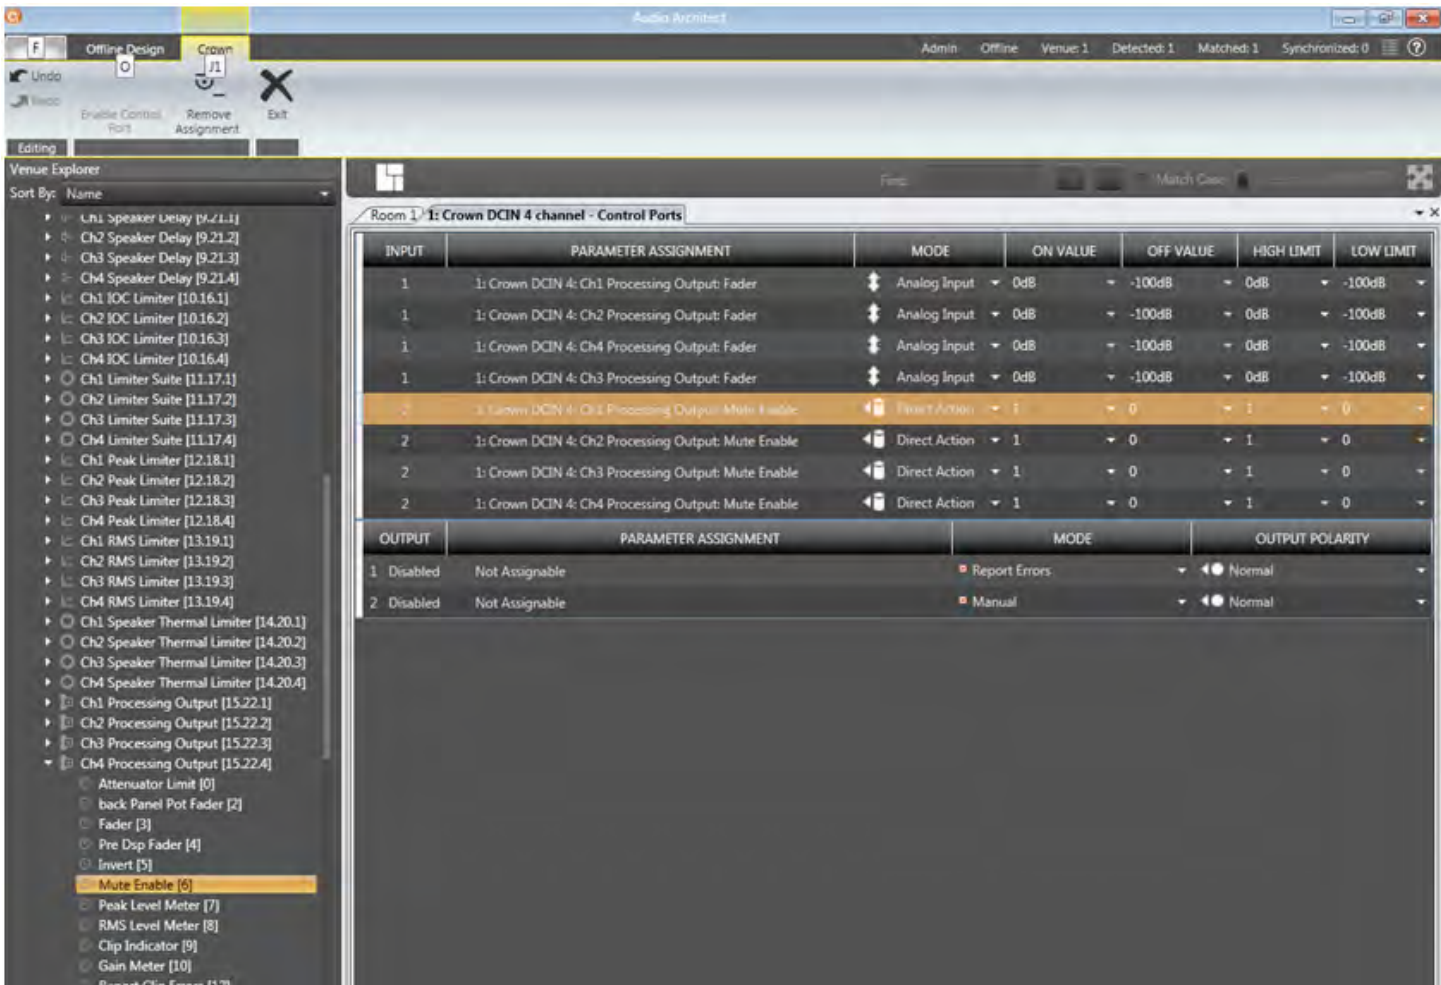 Audio Architect
F Offline Design Crown Admin Offline Venue: 1 Detected: 1 Matched: 1 Synchronized: 0
O J1
Undo
Redo
Enable Control Port Remove Assignment Exit
Editing
Venue Explorer
Sort By: Name
Find: Match Case
Ch1 Speaker Delay [9.21.1]
Ch2 Speaker Delay [9.21.2]
Ch3 Speaker Delay [9.21.3]
Ch4 Speaker Delay [9.21.4]
Ch1 IOC Limiter [10.16.1]
Ch2 IOC Limiter [10.16.2]
Ch3 IOC Limiter [10.16.3]
Ch4 IOC Limiter [10.16.4]
Ch1 Limiter Suite [11.17.1]
Ch2 Limiter Suite [11.17.2]
Ch3 Limiter Suite [11.17.3]
Ch4 Limiter Suite [11.17.4]
Ch1 Peak Limiter [12.18.1]
Ch2 Peak Limiter [12.18.2]
Ch3 Peak Limiter [12.18.3]
Ch4 Peak Limiter [12.18.4]
Ch1 RMS Limiter [13.19.1]
Ch2 RMS Limiter [13.19.2]
Ch3 RMS Limiter [13.19.3]
Ch4 RMS Limiter [13.19.4]
Ch1 Speaker Thermal Limiter [14.20.1]
Ch2 Speaker Thermal Limiter [14.20.2]
Ch3 Speaker Thermal Limiter [14.20.3]
Ch4 Speaker Thermal Limiter [14.20.4]
Ch1 Processing Output [15.22.1]
Ch2 Processing Output [15.22.2]
Ch3 Processing Output [15.22.3]
Ch4 Processing Output [15.22.4]
Attenuator Limit [0]
back Panel Pot Fader [2]
Fader [3]
Pre Dsp Fader [4]
Invert [5]
Mute Enable [6]
Peak Level Meter [7]
RMS Level Meter [8]
Clip Indicator [9]
Gain Meter [10]
Room 1 1: Crown DCIN 4 channel - Control Ports
INPUT PARAMETER ASSIGNMENT MODE ON VALUE OFF VALUE HIGH LIMIT LOW LIMIT
1 1: Crown DCIN 4: Ch1 Processing Output: Fader Analog Input 0dB -100dB 0dB -100dB
1 1: Crown DCIN 4: Ch2 Processing Output: Fader Analog Input 0dB -100dB 0dB -100dB
1 1: Crown DCIN 4: Ch4 Processing Output: Fader Analog Input 0dB -100dB 0dB -100dB
1 1: Crown DCIN 4: Ch3 Processing Output: Fader Analog Input 0dB -100dB 0dB -100dB
2 1: Crown DCIN 4: Ch1 Processing Output: Mute Enable Direct Action 1 0 1 0
2 1: Crown DCIN 4: Ch2 Processing Output: Mute Enable Direct Action 1 0 1 0
2 1: Crown DCIN 4: Ch3 Processing Output: Mute Enable Direct Action 1 0 1 0
2 1: Crown DCIN 4: Ch4 Processing Output: Mute Enable Direct Action 1 0 1 0
OUTPUT PARAMETER ASSIGNMENT MODE OUTPUT POLARITY
1 Disabled Not Assignable Report Errors Normal
2 Disabled Not Assignable Manual Normal